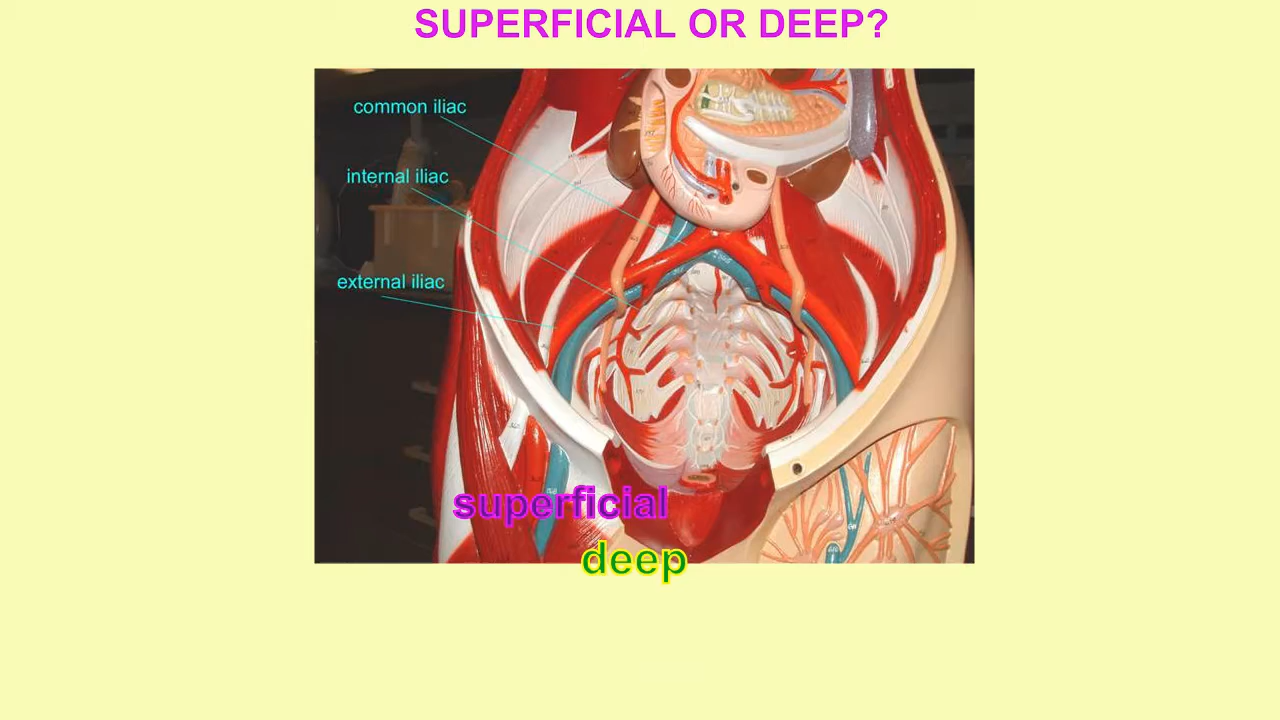 SUPERFICIAL OR DEEP?
common iliac
internal iliac
external iliac
superficial
deep